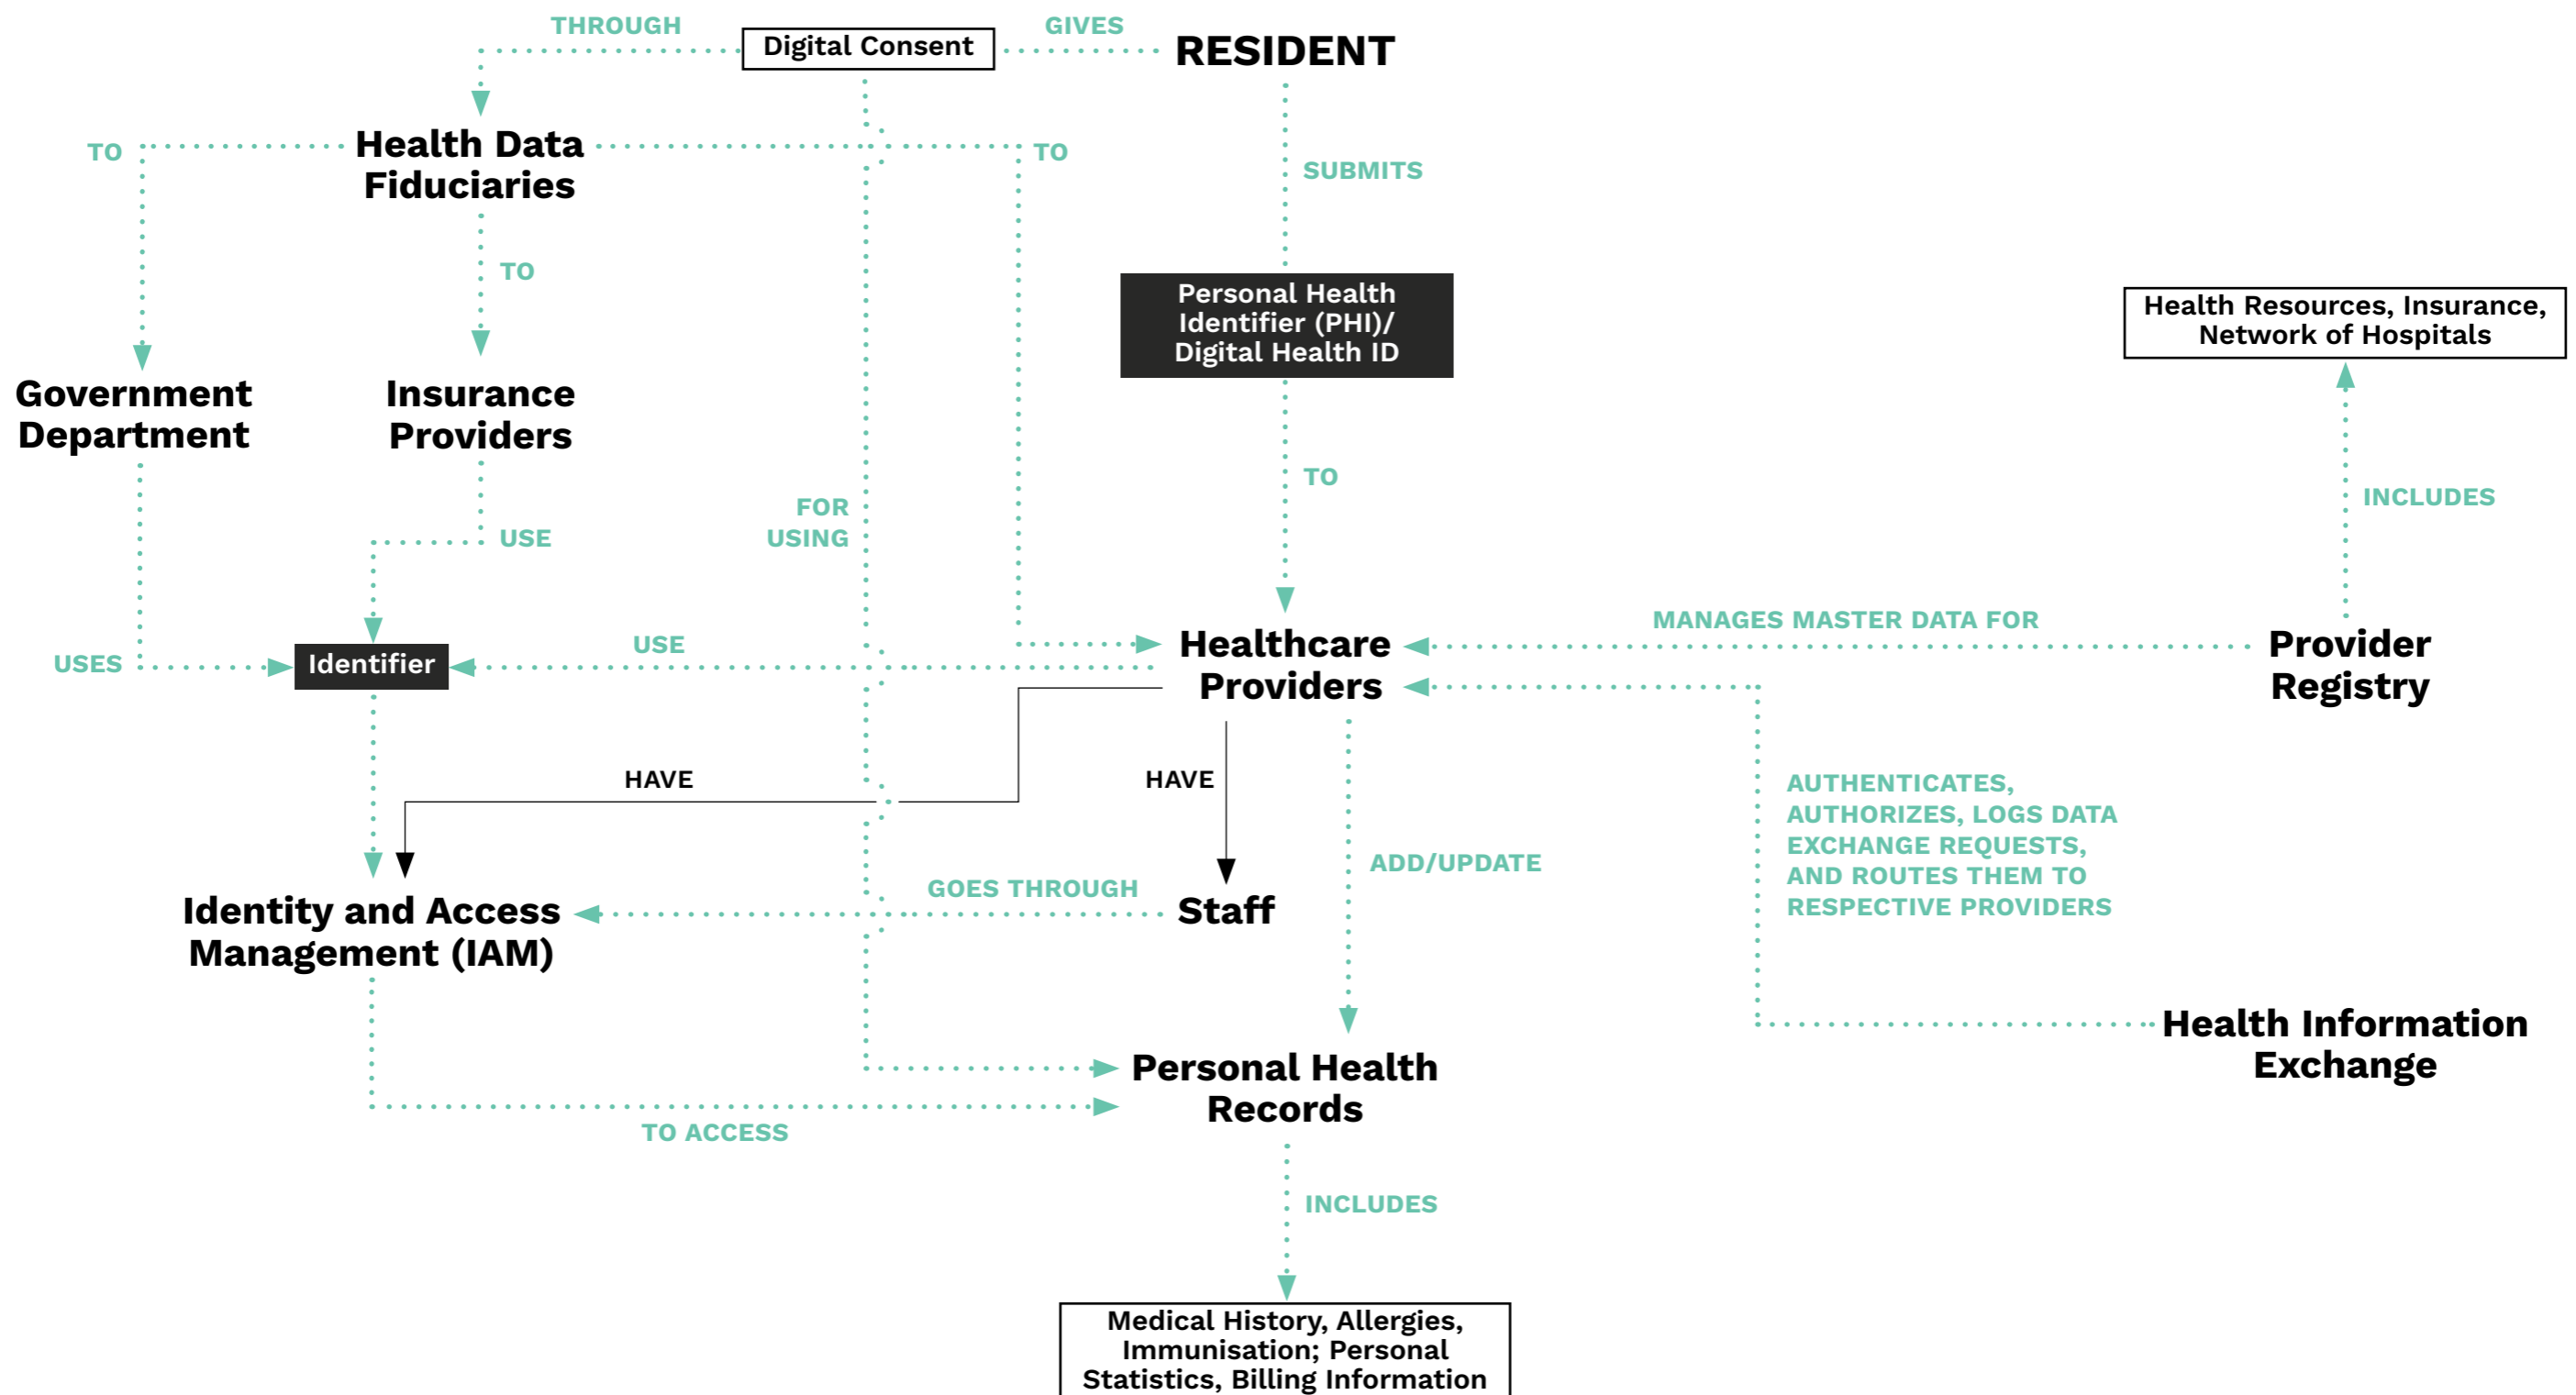 THROUGH
Digital Consent
GIVES
RESIDENT
TO
Health Data
Fiduciaries
TO
SUBMITS
TO
Personal Health
Identifier (PHI)/
Digital Health ID
Health Resources, Insurance,
Network of Hospitals
Government
Department
Insurance
Providers
TO
FOR
USING
INCLUDES
USE
MANAGES MASTER DATA FOR
USES
Identifier
USE
Healthcare
Providers
Provider
Registry
HAVE
HAVE
AUTHENTICATES,
AUTHORIZES, LOGS DATA
EXCHANGE REQUESTS,
AND ROUTES THEM TO
RESPECTIVE PROVIDERS
ADD/UPDATE
GOES THROUGH
Identity and Access
Management (IAM)
Staff
Health Information
Exchange
Personal Health
Records
TO ACCESS
INCLUDES
Medical History, Allergies,
Immunisation; Personal
Statistics, Billing Information